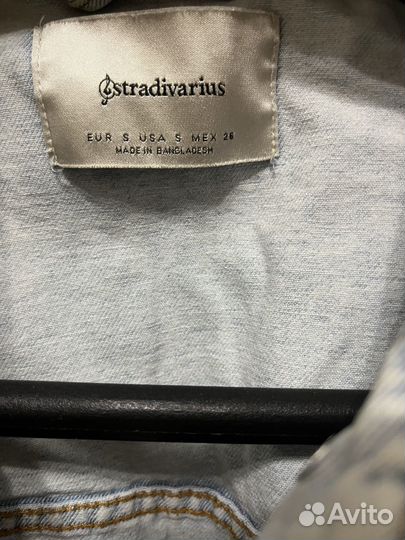 stradivarius
EUR S USA S MEX 26
MADE IN BANGLADESH
Avito